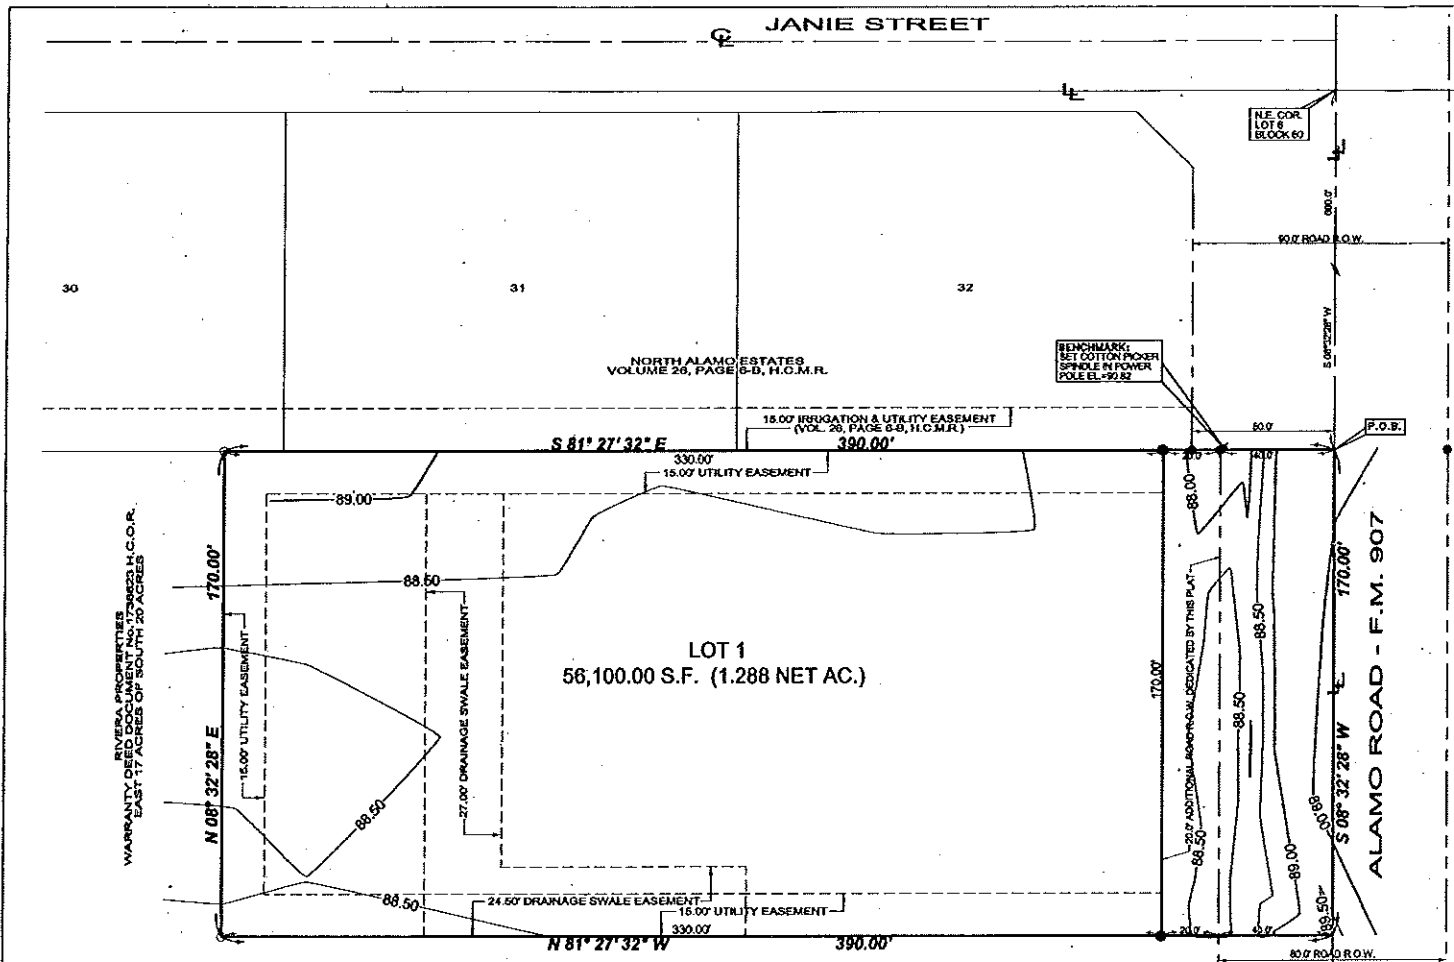 JANIE STREET
N.E. COR.
LOT 6
BLOCK 60
600.0'
90.0' ROAD R.O.W.
S 08°32'28" W
30
31
32
NORTH ALAMO ESTATES
VOLUME 26, PAGE 6-B, H.C.M.R.
BENCHMARK:
SET COTTON PICKER
SPINDLE IN POWER
POLE EL.=90.82
15.00' IRRIGATION & UTILITY EASEMENT
(VOL. 26, PAGE 6-B, H.C.M.R.)
P.O.B.
S 81° 27' 32" E
390.00'
330.00'
15.00' UTILITY EASEMENT
20.0'
40.0'
89.00
88.00
RIVERA PROPERTIES
WARRANTY DEED DOCUMENT No. 1738623 H.C.O.R.
EAST 17 ACRES OF SOUTH 20 ACRES
170.00'
N 08° 32' 28" E
15.00' UTILITY EASEMENT
88.50
27.00' DRAINAGE SWALE EASEMENT
LOT 1
56,100.00 S.F. (1.288 NET AC.)
170.00'
20.0' ADDITIONAL ROAD R.O.W. DEDICATED BY THIS PLAT
88.50
88.50
88.50
170.00'
S 08° 32' 28" W
ALAMO ROAD - F.M. 907
88.50
88.00
89.00
89.50
88.50
24.50' DRAINAGE SWALE EASEMENT
15.00' UTILITY EASEMENT
330.00'
N 81° 27' 32" W
390.00'
20.0'
40.0'
80.0' ROAD R.O.W.